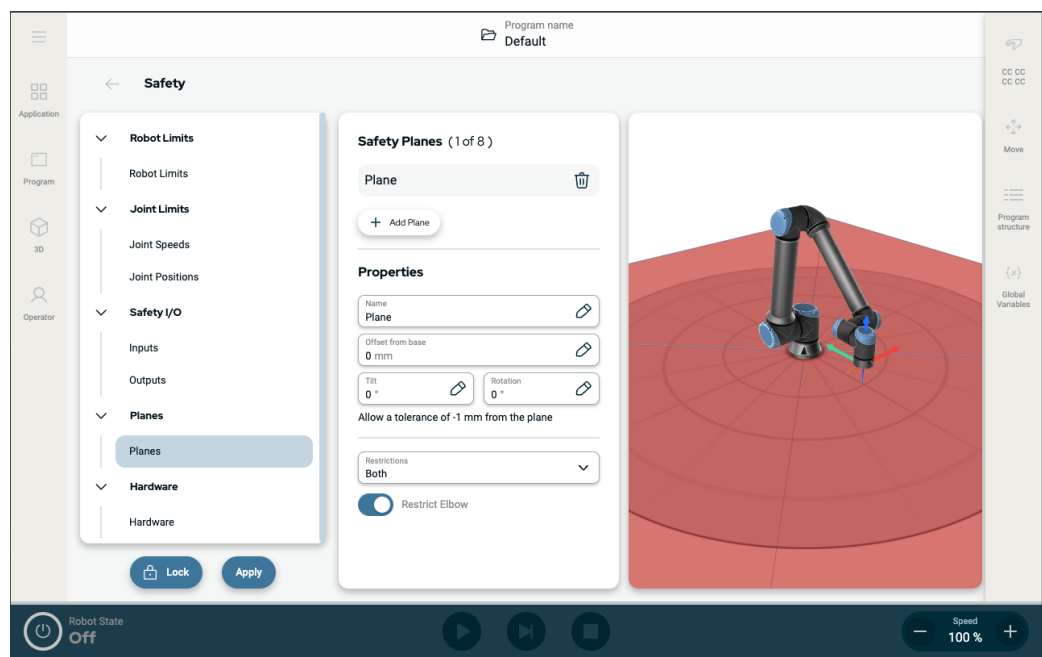 Program name
Default
Safety
Application
Program
3D
Operator
Robot Limits
Robot Limits
Joint Limits
Joint Speeds
Joint Positions
Safety I/O
Inputs
Outputs
Planes
Planes
Hardware
Hardware
Lock
Apply
Safety Planes (1 of 8)
Plane
+ Add Plane
Properties
Name
Plane
Offset from base
0 mm
Tilt
0 °
Rotation
0 °
Allow a tolerance of -1 mm from the plane
Restrictions
Both
Restrict Elbow
CC CC
CC CC
Move
Program
structure
{x}
Global
Variables
Robot State
Off
Speed
− 100 % +